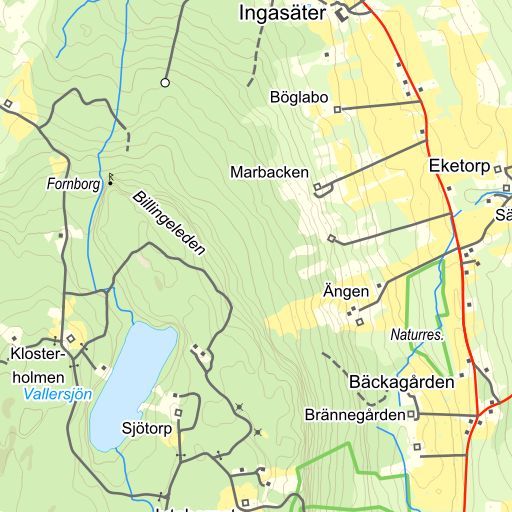 Ingasäter
Böglabo
Marbacken
Eketorp
Fornborg
Billingeleden
Ängen
Naturres.
Kloster-
holmen
Vallersjön
Bäckagården
Brännegården
Sjötorp